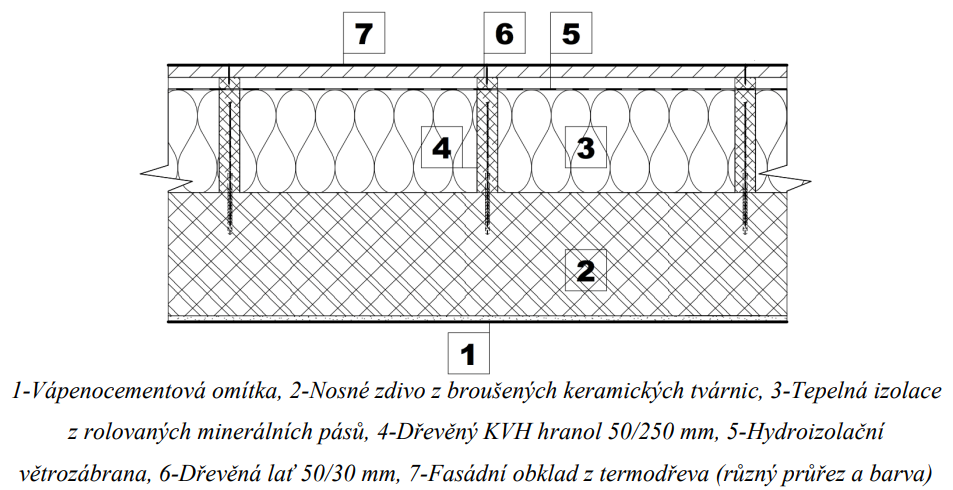 7 6 5
4 3
2
1
1-Vápenocementová omítka, 2-Nosné zdivo z broušených keramických tvárnic, 3-Tepelná izolace
z rolovaných minerálních pásů, 4-Dřevěný KVH hranol 50/250 mm, 5-Hydroizolační
větrozábrana, 6-Dřevěná lať 50/30 mm, 7-Fasádní obklad z termodřeva (různý průřez a barva)